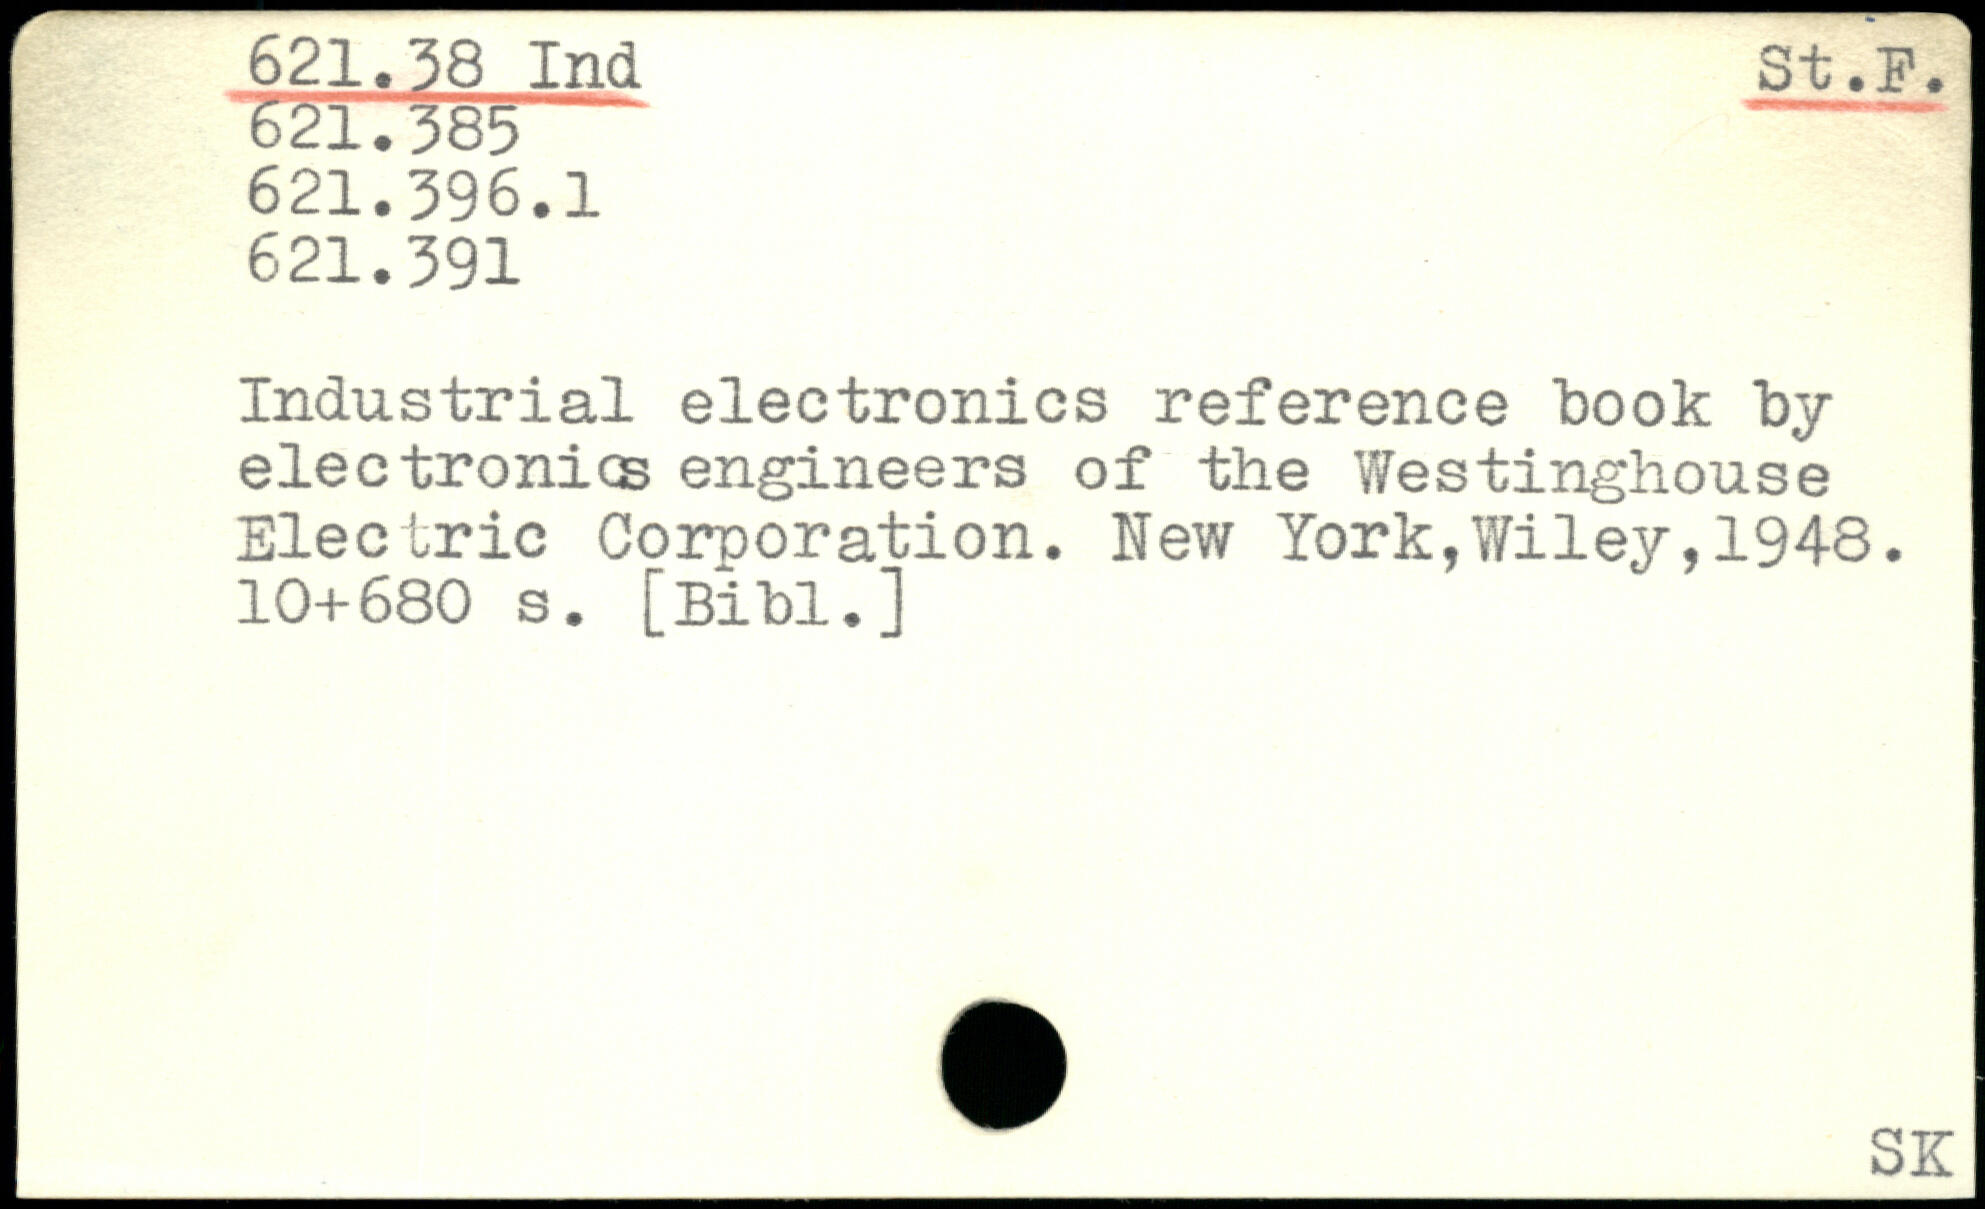 621.38 Ind St.F.
621.385
621.396.1
621.391
Industrial electronics reference book by
electronics engineers of the Westinghouse
Electric Corporation. New York,Wiley,1948.
10+680 s. [Bibl.]
SK